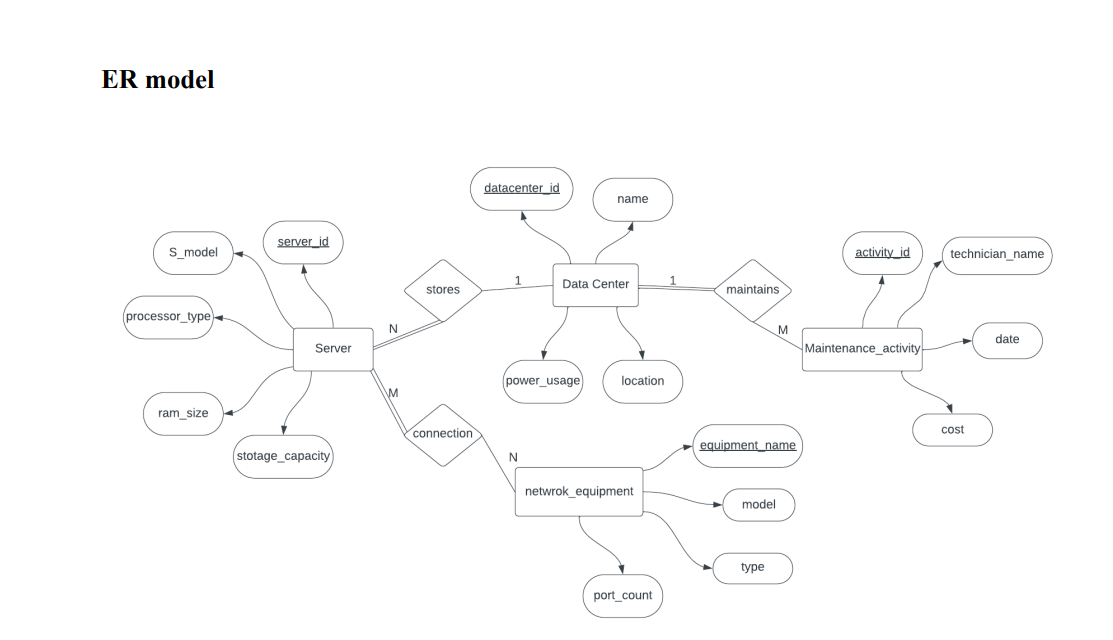 ER model
datacenter_id
name
S_model
server_id
activity_id
technician_name
stores
1
Data Center
1
maintains
processor_type
N
M
Server
Maintenance_activity
date
power_usage
location
M
ram_size
connection
cost
stotage_capacity
N
equipment_name
netwrok_equipment
model
type
port_count